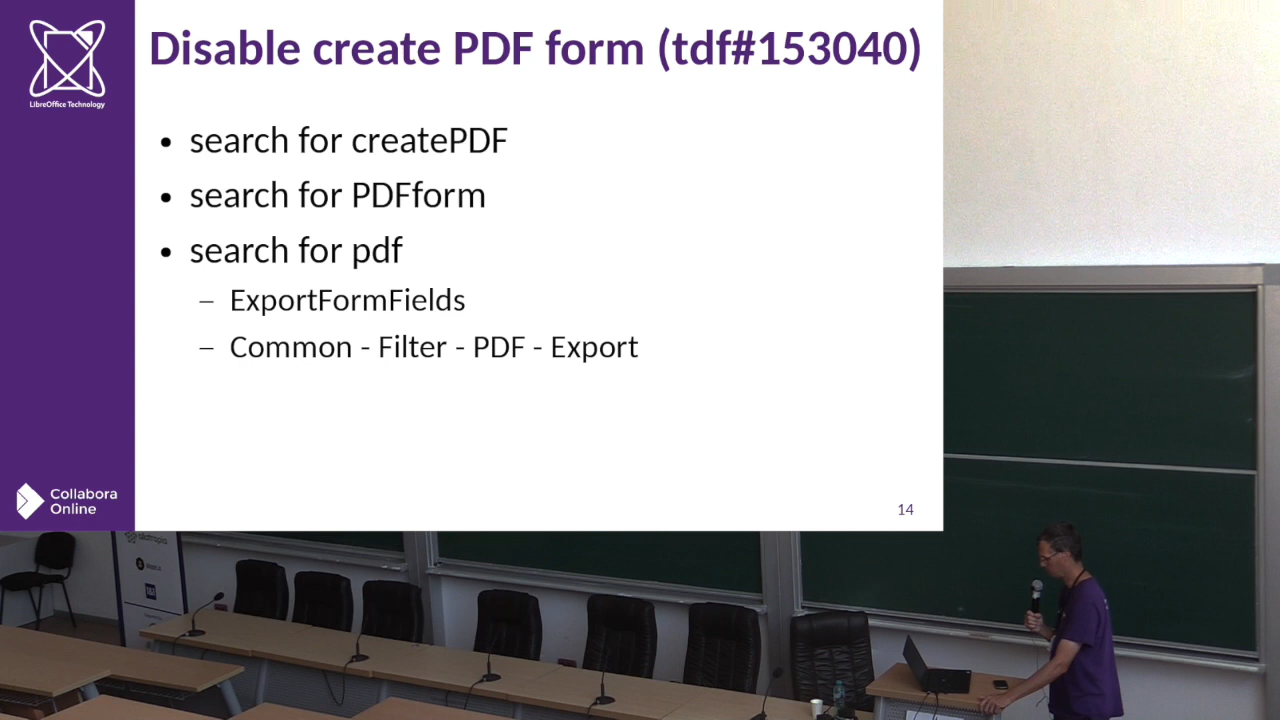 Disable create PDF form (tdf#153040)
LibreOffice Technology
• search for createPDF
• search for PDFform
• search for pdf
– ExportFormFields
– Common - Filter - PDF - Export
Collabora
Online
14